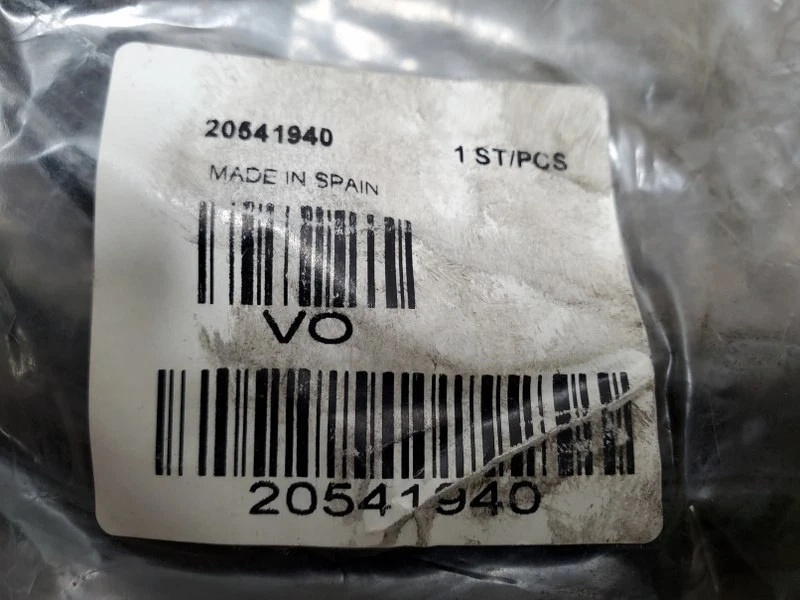 20541940
1 ST/PCS
MADE IN SPAIN
VO
20541940